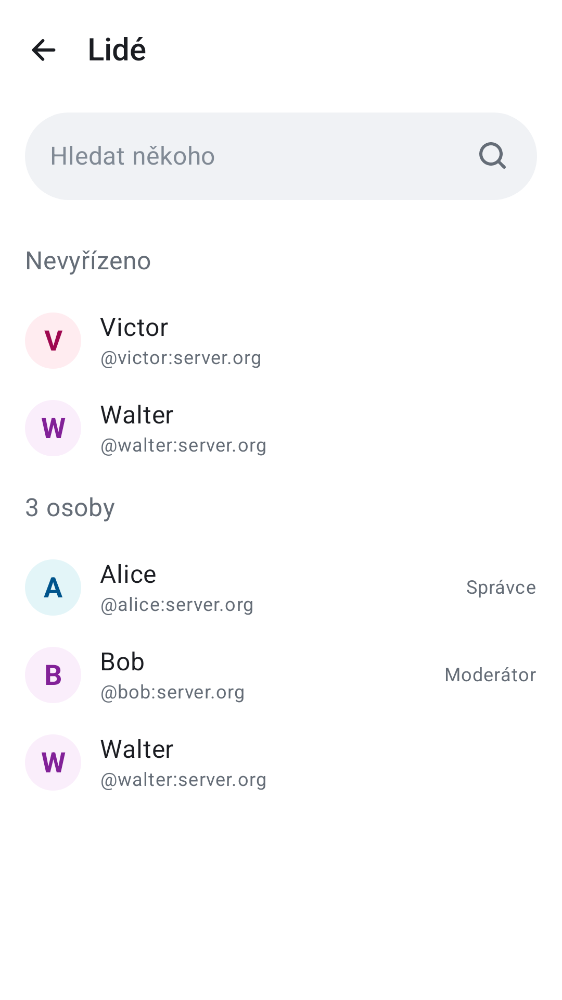 Lidé
Hledat někoho
Nevyřízeno
V
Victor
@victor:server.org
W
Walter
@walter:server.org
3 osoby
A
Alice
@alice:server.org
Správce
B
Bob
@bob:server.org
Moderátor
W
Walter
@walter:server.org